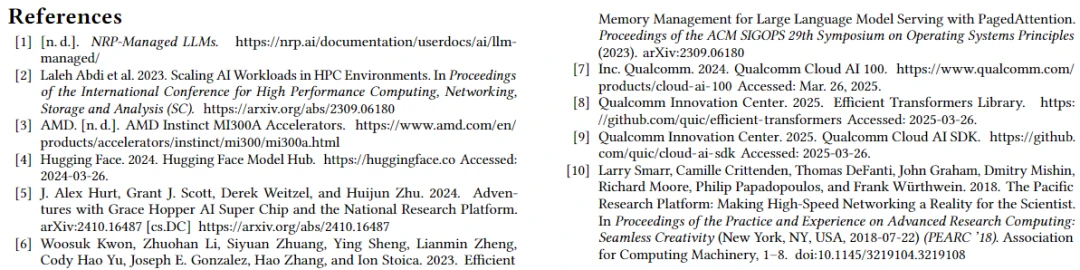 References
[1] [n. d.]. NRP-Managed LLMs. https://nrp.ai/documentation/userdocs/ai/llm-
managed/
[2] Laleh Abdi et al. 2023. Scaling AI Workloads in HPC Environments. In Proceedings
of the International Conference for High Performance Computing, Networking,
Storage and Analysis (SC). https://arxiv.org/abs/2309.06180
[3] AMD. [n. d.]. AMD Instinct MI300A Accelerators. https://www.amd.com/en/
products/accelerators/instinct/mi300/mi300a.html
[4] Hugging Face. 2024. Hugging Face Model Hub. https://huggingface.co Accessed:
2024-03-26.
[5] J. Alex Hurt, Grant J. Scott, Derek Weitzel, and Huijun Zhu. 2024. Adven-
tures with Grace Hopper AI Super Chip and the National Research Platform.
arXiv:2410.16487 [cs.DC] https://arxiv.org/abs/2410.16487
[6] Woosuk Kwon, Zhuohan Li, Siyuan Zhuang, Ying Sheng, Lianmin Zheng,
Cody Hao Yu, Joseph E. Gonzalez, Hao Zhang, and Ion Stoica. 2023. Efficient
Memory Management for Large Language Model Serving with PagedAttention.
Proceedings of the ACM SIGOPS 29th Symposium on Operating Systems Principles
(2023). arXiv:2309.06180
[7] Inc. Qualcomm. 2024. Qualcomm Cloud AI 100. https://www.qualcomm.com/
products/cloud-ai-100 Accessed: Mar. 26, 2025.
[8] Qualcomm Innovation Center. 2025. Efficient Transformers Library. https:
//github.com/quic/efficient-transformers Accessed: 2025-03-26.
[9] Qualcomm Innovation Center. 2025. Qualcomm Cloud AI SDK. https://github.
com/quic/cloud-ai-sdk Accessed: 2025-03-26.
[10] Larry Smarr, Camille Crittenden, Thomas DeFanti, John Graham, Dmitry Mishin,
Richard Moore, Philip Papadopoulos, and Frank Würthwein. 2018. The Pacific
Research Platform: Making High-Speed Networking a Reality for the Scientist.
In Proceedings of the Practice and Experience on Advanced Research Computing:
Seamless Creativity (New York, NY, USA, 2018-07-22) (PEARC '18). Association
for Computing Machinery, 1–8. doi:10.1145/3219104.3219108